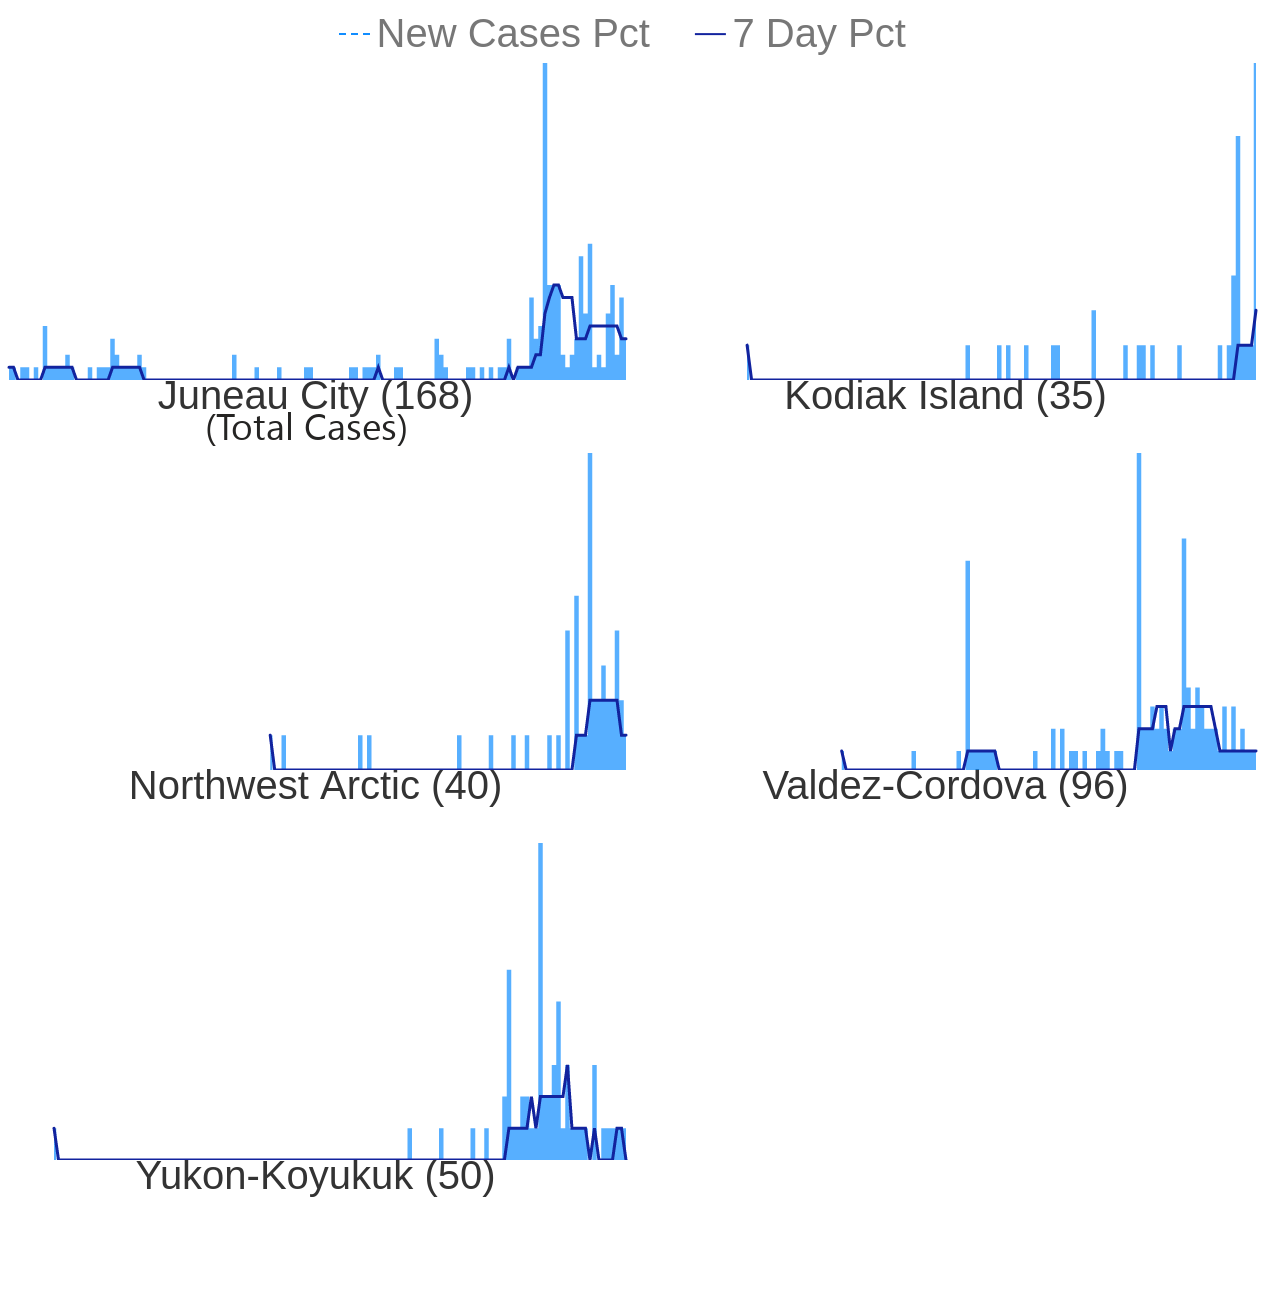 New Cases Pct 7 Day Pct
Juneau City (168)
(Total Cases)
Kodiak Island (35)
Northwest Arctic (40)
Valdez-Cordova (96)
Yukon-Koyukuk (50)